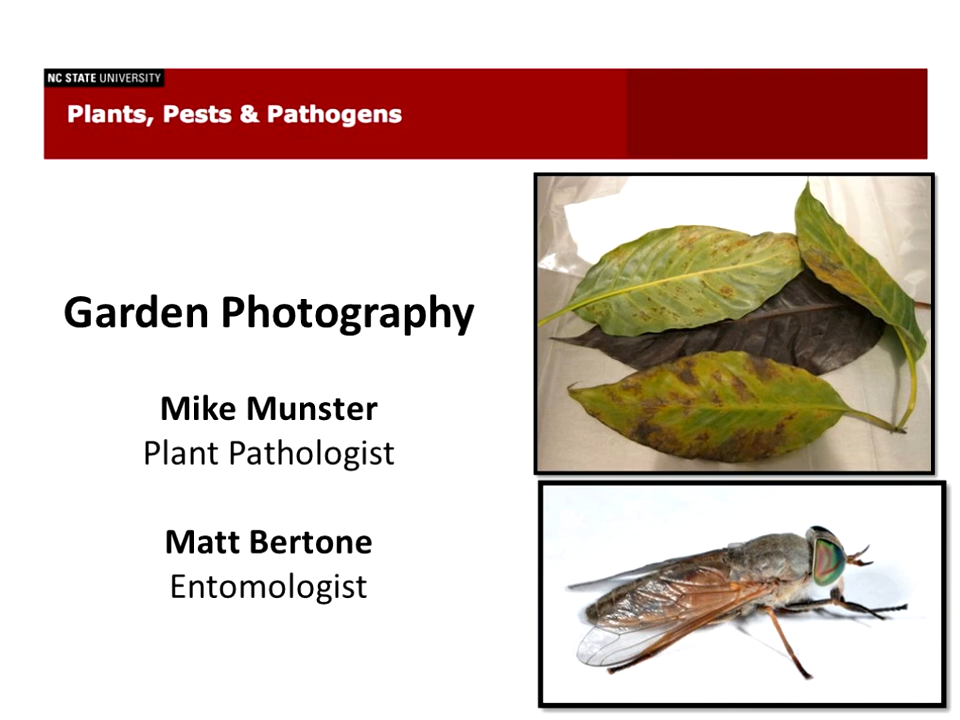 NC STATE UNIVERSITY
Plants, Pests & Pathogens
Garden Photography
Mike Munster
Plant Pathologist
Matt Bertone
Entomologist